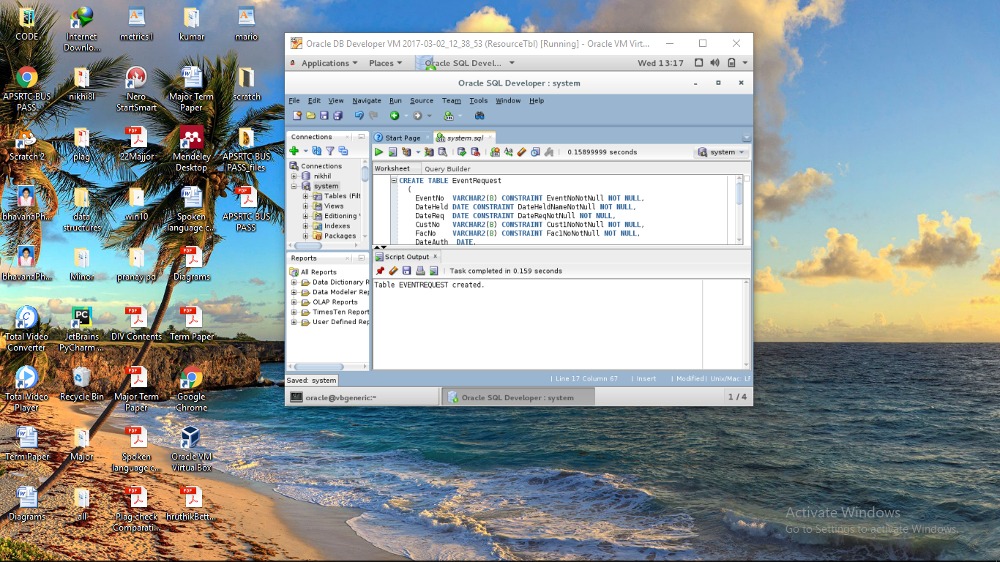 CODE
Internet Downlo...
metrics1
kumar
mario
APSRTC BUS PASS
nikhi8l
Nero StartSmart
Major Term Paper
scratch
Scratch 2
plag
22Majjor
Mendeley Desktop
APSRTC BUS PASS_files
bhavanaPh...
data structures
win10
Spoken language c...
APSRTC BUS PASS
bhavanaPh...
Minor
pranay pd
Diagrams
Total Video Converter
JetBrains PyCharm ...
DIV Contents
Term Paper
Total Video Player
Recycle Bin
Major Term Paper
Google Chrome
Term Paper
Major
Spoken language c...
Oracle VM VirtualBox
Diagrams
all
Plag check Comparati...
hruthikBett...
Oracle DB Developer VM 2017-03-02_12_38_53 (ResourceTbl) [Running] - Oracle VM Virt...
Applications Places Oracle SQL Devel... Wed 13:17
Oracle SQL Developer : system
File Edit View Navigate Run Source Team Tools Window Help
Connections
Connections
nikhil
system
Tables (Filt
Views
Editioning
Indexes
Packages
Reports
All Reports
Data Dictionary R
Data Modeler Rep
OLAP Reports
TimesTen Report
User Defined Rep
Start Page system.sql
0.15899999 seconds system
Worksheet Query Builder
CREATE TABLE EventRequest
(
EventNo VARCHAR2(8) CONSTRAINT EventNoNotNull NOT NULL,
DateHeld DATE CONSTRAINT DateHeldNameNotNull NOT NULL,
DateReq DATE CONSTRAINT DateReqNotNull NOT NULL,
CustNo VARCHAR2(8) CONSTRAINT Cust1NoNotNull NOT NULL,
FacNo VARCHAR2(8) CONSTRAINT Fac1NoNotNull NOT NULL,
DateAuth DATE,
Script Output
Task completed in 0.159 seconds
Table EVENTREQUEST created.
Saved: system
Line 17 Column 67 Insert Modified Unix/Mac: LF
oracle@vbgeneric:~ Oracle SQL Developer : system 1 / 4
Activate Windows
Go to Settings to activate Windows.